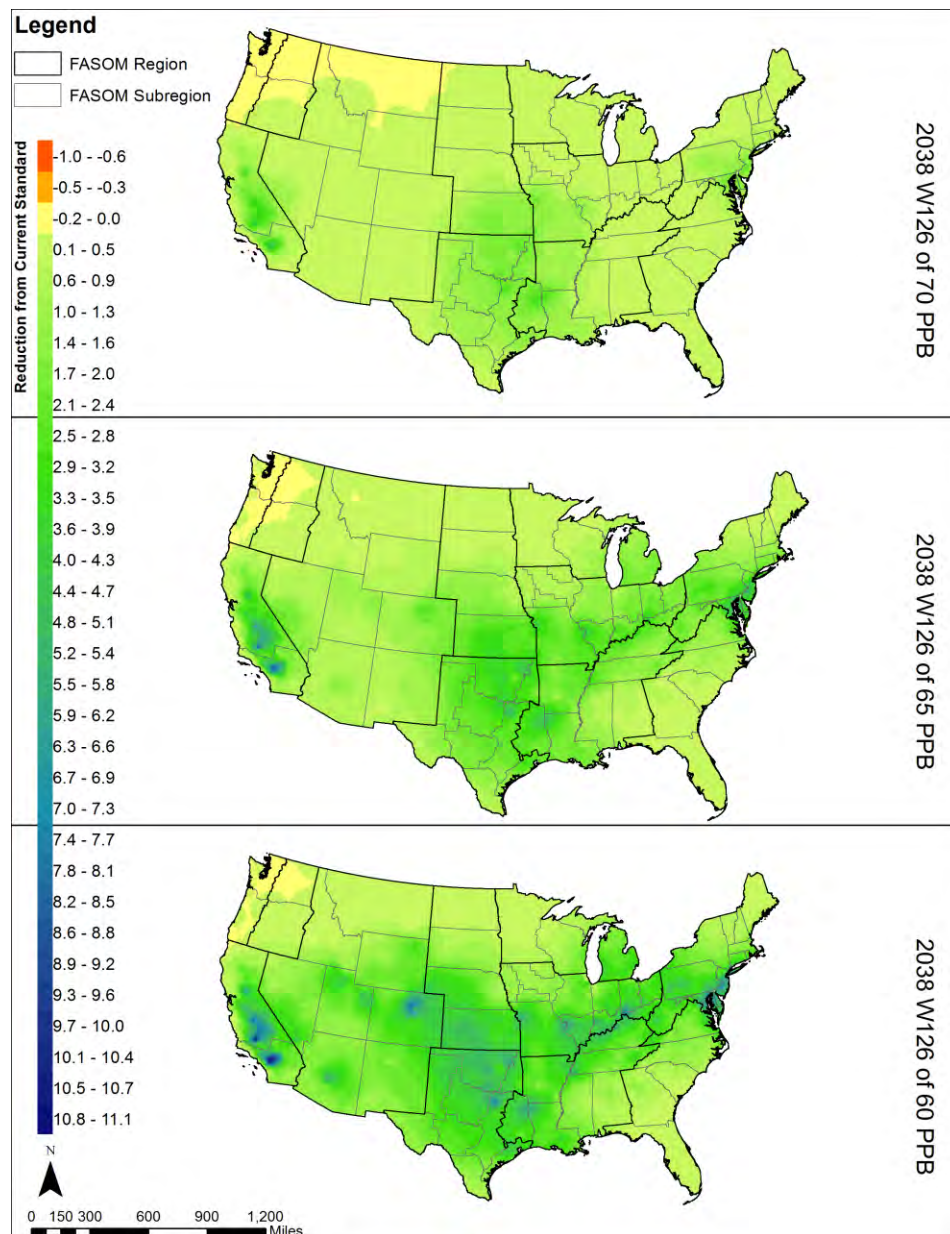 Legend
FASOM Region
FASOM Subregion
Reduction from Current Standard
-1.0 - -0.6
-0.5 - -0.3
-0.2 - 0.0
0.1 - 0.5
0.6 - 0.9
1.0 - 1.3
1.4 - 1.6
1.7 - 2.0
2.1 - 2.4
2.5 - 2.8
2.9 - 3.2
3.3 - 3.5
3.6 - 3.9
4.0 - 4.3
4.4 - 4.7
4.8 - 5.1
5.2 - 5.4
5.5 - 5.8
5.9 - 6.2
6.3 - 6.6
6.7 - 6.9
7.0 - 7.3
7.4 - 7.7
7.8 - 8.1
8.2 - 8.5
8.6 - 8.8
8.9 - 9.2
9.3 - 9.6
9.7 - 10.0
10.1 - 10.4
10.5 - 10.7
10.8 - 11.1
2038 W126 of 70 PPB
2038 W126 of 65 PPB
2038 W126 of 60 PPB
N
0 150 300 600 900 1,200
Miles